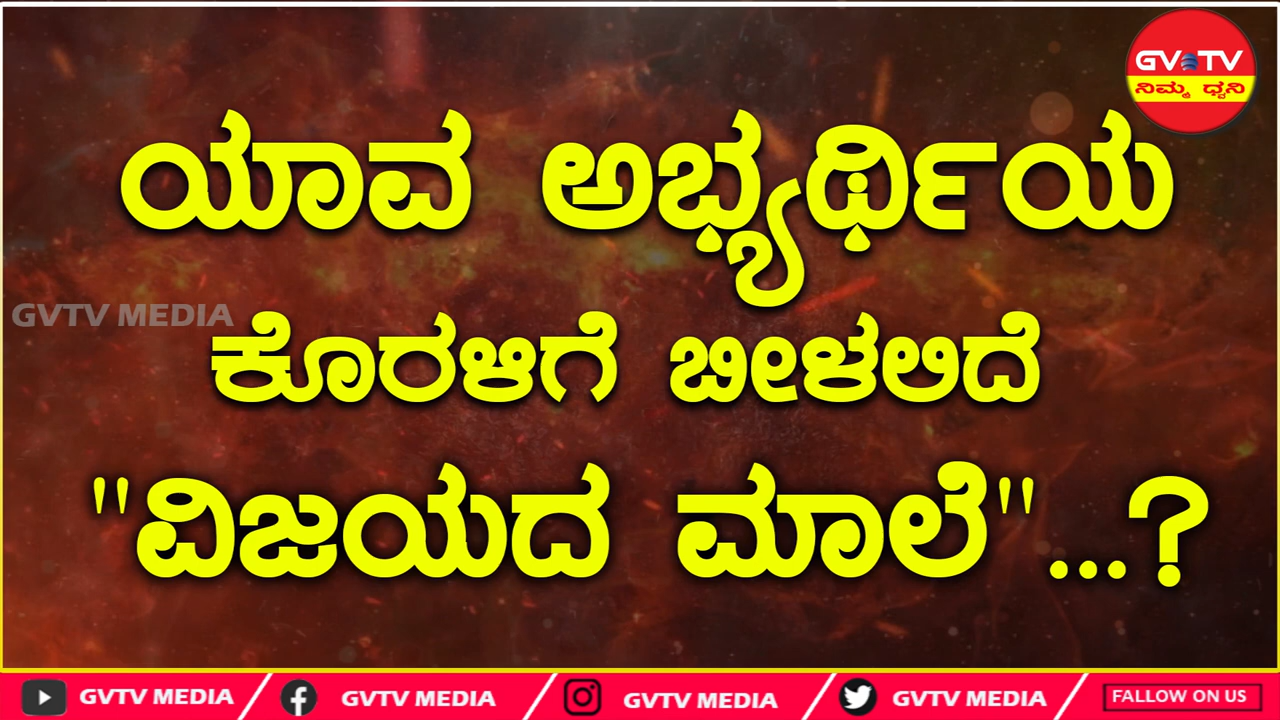 GVTV
ನಿಮ್ಮ ಧ್ವನಿ
ಯಾವ ಅಭ್ಯರ್ಥಿಯ
GVTV MEDIA
ಕೊರಳಿಗೆ ಬೀಳಲಿದೆ
"ವಿಜಯದ ಮಾಲೆ"...?
GVTV MEDIA GVTV MEDIA GVTV MEDIA GVTV MEDIA FALLOW ON US